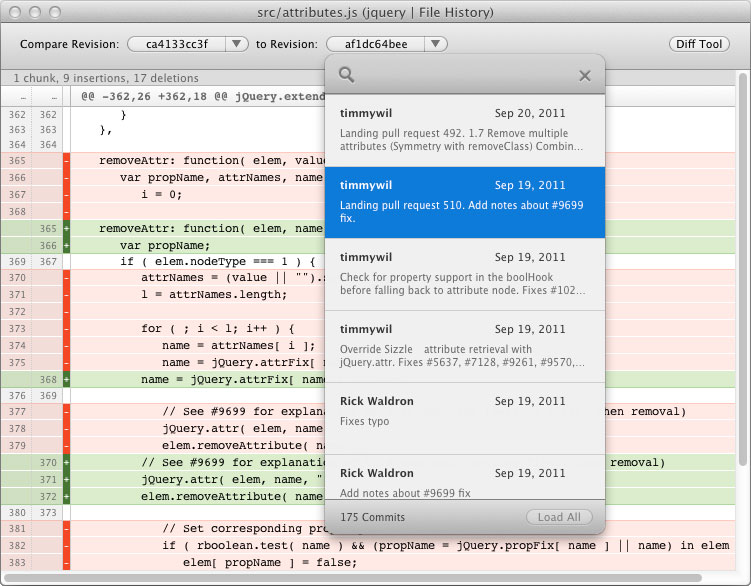 src/attributes.js (jquery | File History)
Compare Revision: ca4133cc3f to Revision: af1dc64bee Diff Tool
1 chunk, 9 insertions, 17 deletions
… … @@ -362,26 +362,18 @@ jQuery.extend
362 362 }
363 363 },
364 364
365 - removeAttr: function( elem, valu
366 - var propName, attrNames, name
367 - i = 0;
368 -
365 + removeAttr: function( elem, name
366 + var propName;
369 367 if ( elem.nodeType === 1 ) {
370 - attrNames = (value || "").
371 - l = attrNames.length;
372 -
373 - for ( ; i < l; i++ ) {
374 - name = attrNames[ i ];
375 - name = jQuery.attrFix[
368 + name = jQuery.attrFix[ name
376 369
377 - // See #9699 for explana hen removal)
378 - jQuery.attr( elem, name
379 - elem.removeAttribute( na
370 + // See #9699 for explanatio removal)
371 + jQuery.attr( elem, name, "
372 + elem.removeAttribute( name
380 373
381 - // Set corresponding pro
382 - if ( rboolean.test( name ) && (propName = jQuery.propFix[ name ] || name) in elem
383 - elem[ propName ] = false;
timmywil Sep 20, 2011
Landing pull request 492. 1.7 Remove multiple
attributes (Symmetry with removeClass) Combin…
timmywil Sep 19, 2011
Landing pull request 510. Add notes about #9699
fix.
timmywil Sep 19, 2011
Check for property support in the boolHook
before falling back to attribute node. Fixes #102…
timmywil Sep 19, 2011
Override Sizzle attribute retrieval with
jQuery.attr. Fixes #5637, #7128, #9261, #9570,…
Rick Waldron Sep 19, 2011
Fixes typo
Rick Waldron Sep 19, 2011
Add notes about #9699 fix
175 Commits Load All